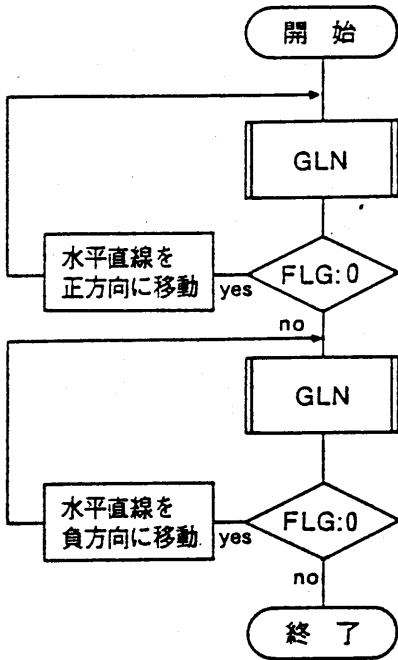 開始
GLN
FLG:0
水平直線を
正方向に移動
yes
no
GLN
FLG:0
水平直線を
負方向に移動
yes
no
終了